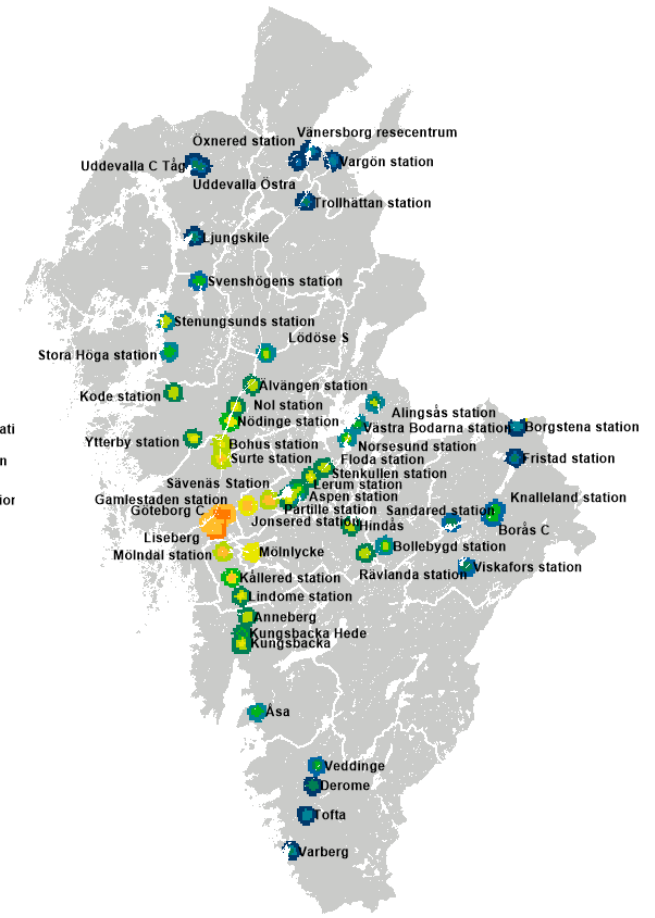 Vänersborg resecentrum
Öxnered station
Uddevalla C Tåg
Vargön station
Uddevalla Östra
Trollhättan station
Ljungskile
Svenshögens station
Stenungsunds station
Lödöse S
Stora Höga station
Älvängen station
Kode station
Nol station
Alingsås station
Nödinge station
Västra Bodarna station
Borgstena station
ati
Ytterby station
Bohus station
Norsesund station
Surte station
Floda station
Fristad station
n
Stenkullen station
Sävenäs Station
Lerum station
Gamlestaden station
Aspen station
Knalleland station
ion
Göteborg C
Partille station
Sandared station
Jonsered station
Hindås
Borås C
Liseberg
Mölndal station
Mölnlycke
Bollebygd station
Rävlanda station
Viskafors station
Kållered station
Lindome station
Anneberg
Kungsbacka Hede
Kungsbacka
Åsa
Veddinge
Derome
Tofta
Varberg